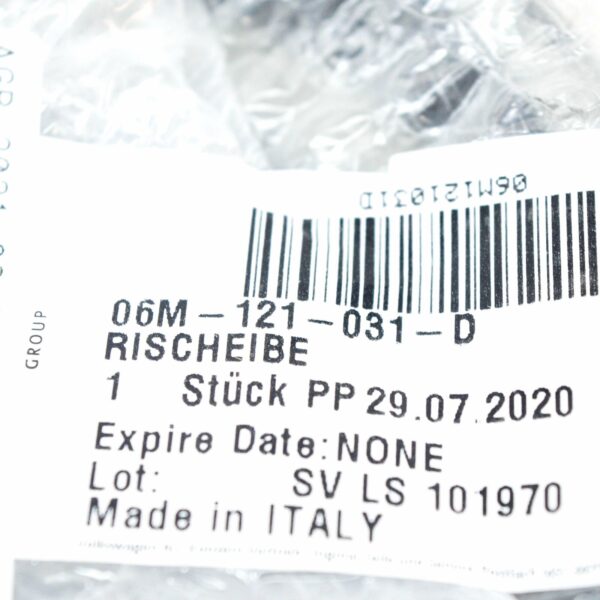 06M121031D
06M-121-031-D
RISCHEIBE
1 Stück PP 29.07.2020
Expire Date: NONE
Lot: SV LS 101970
Made in ITALY
GROUP